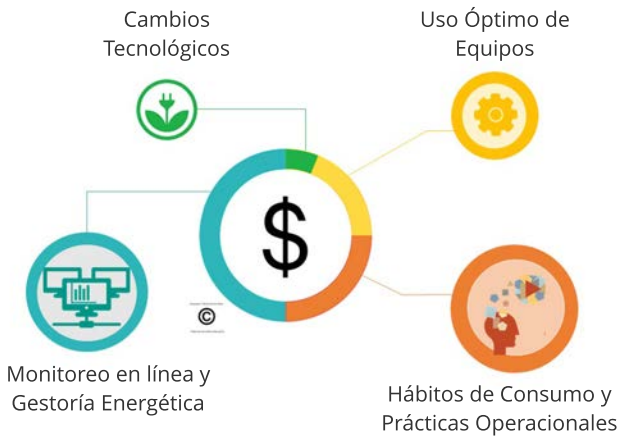 Cambios
Tecnológicos
Uso Óptimo de
Equipos
$
©
Monitoreo en línea y
Gestoría Energética
Hábitos de Consumo y
Prácticas Operacionales